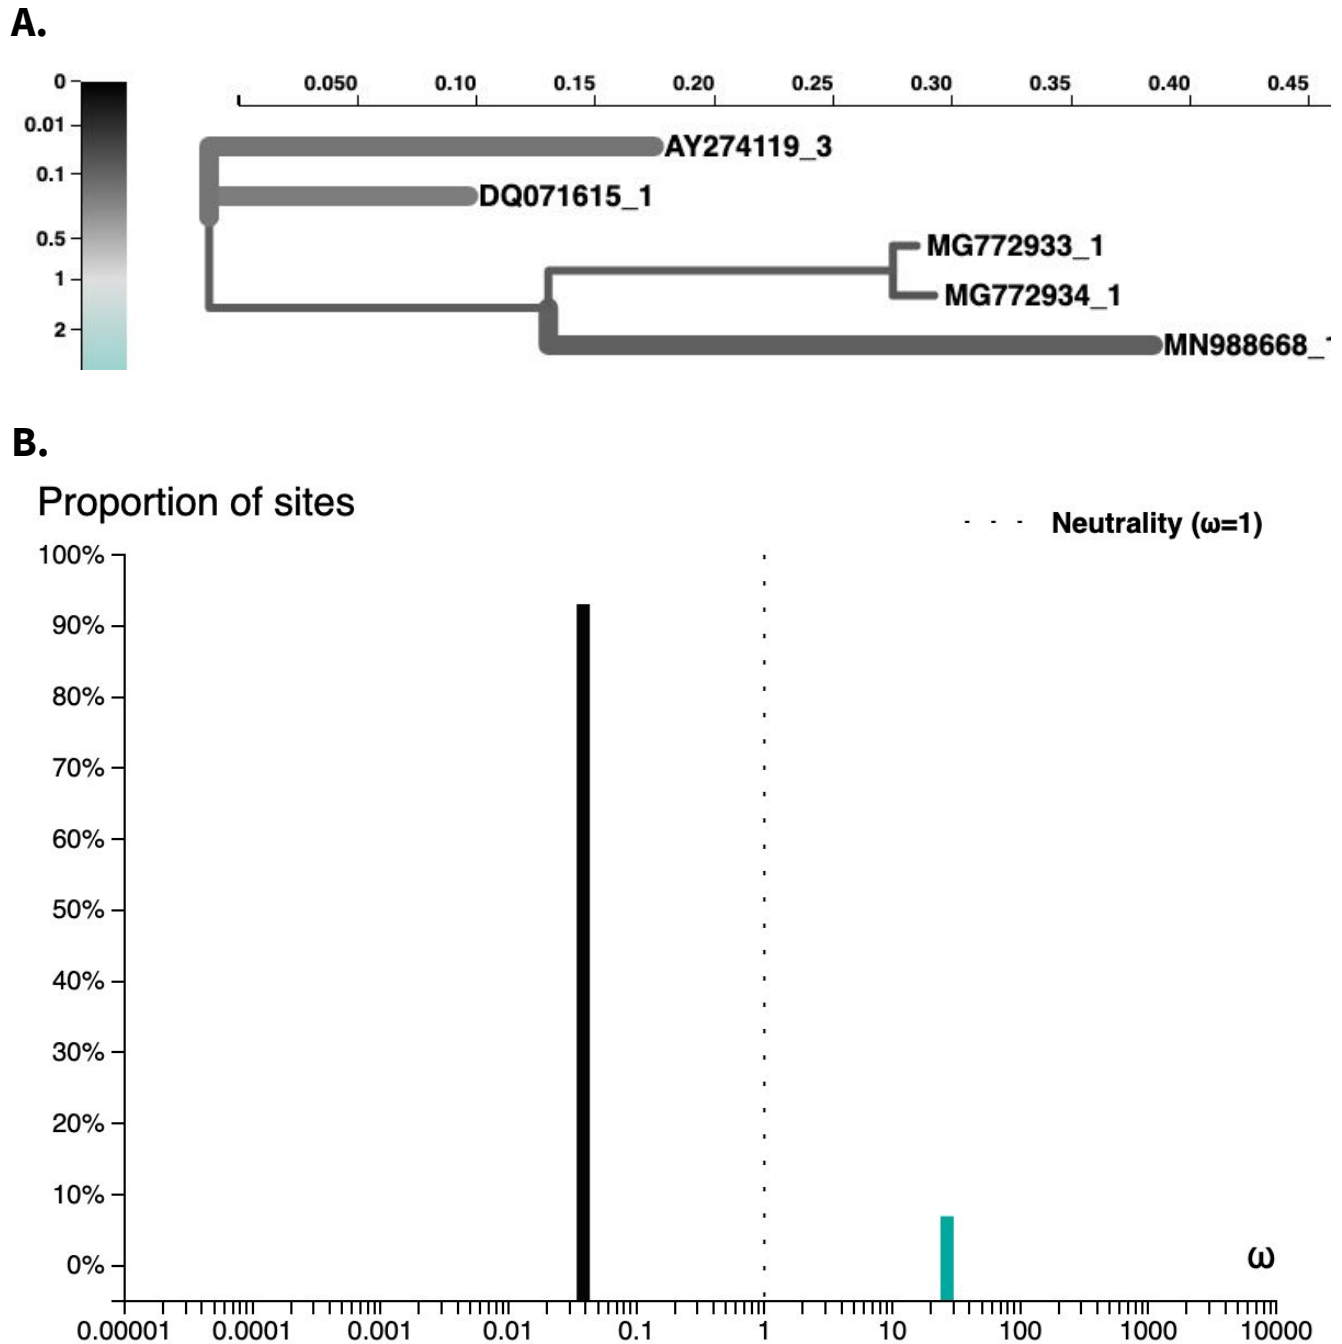 A.
0.050 0.10 0.15 0.20 0.25 0.30 0.35 0.40 0.45
0
0.01
0.1
0.5
1
2
AY274119_3
DQ071615_1
MG772933_1
MG772934_1
MN988668_1
B.
Proportion of sites
Neutrality (ω=1)
100%
90%
80%
70%
60%
50%
40%
30%
20%
10%
0%
ω
0.00001 0.0001 0.001 0.01 0.1 1 10 100 1000 10000